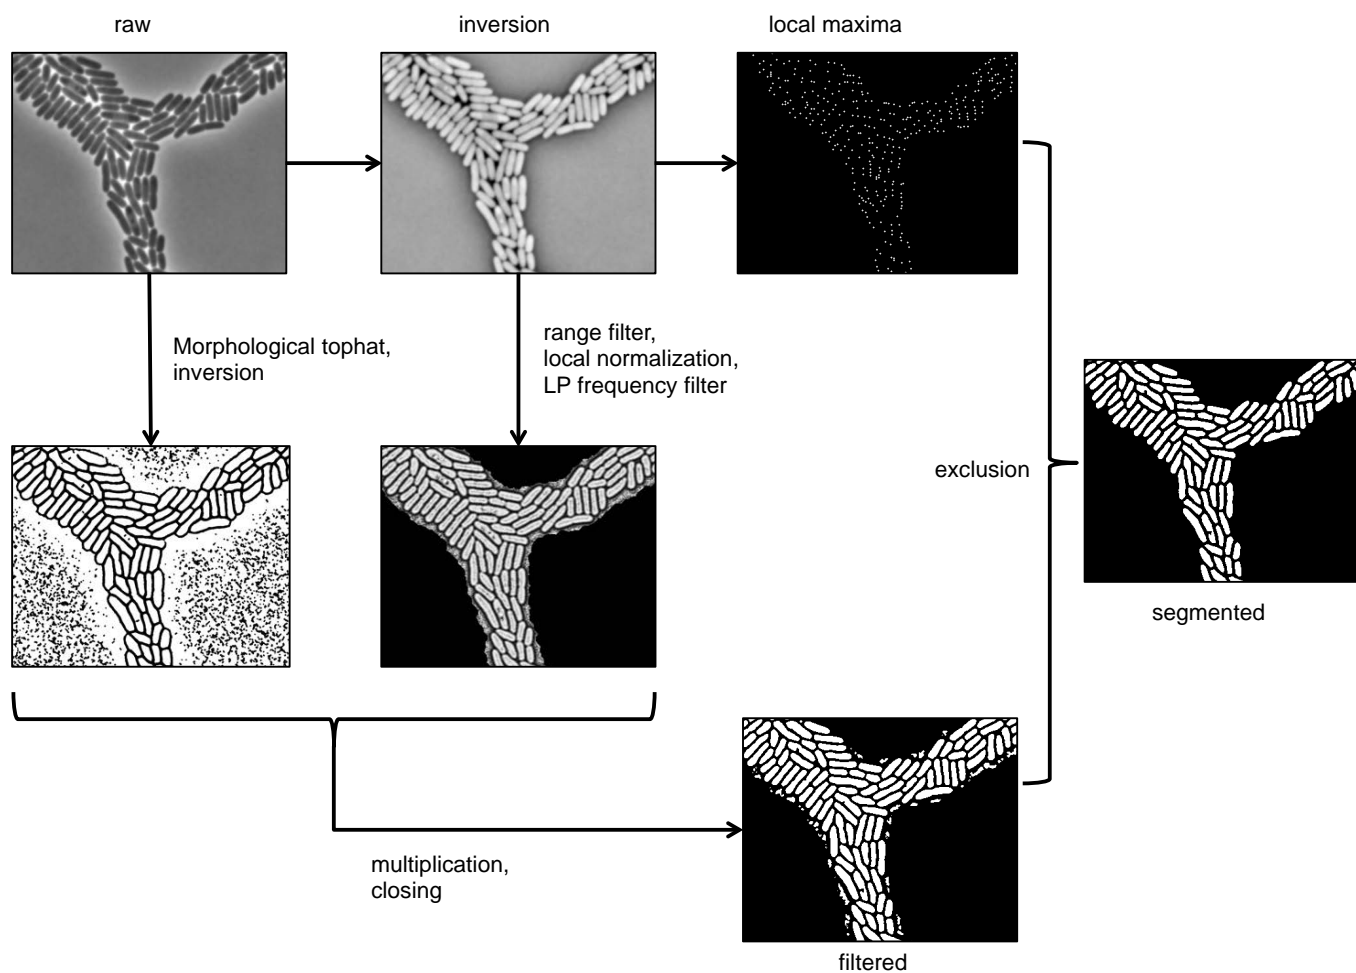 raw
inversion
local maxima
Morphological tophat,
inversion
range filter,
local normalization,
LP frequency filter
exclusion
segmented
multiplication,
closing
filtered